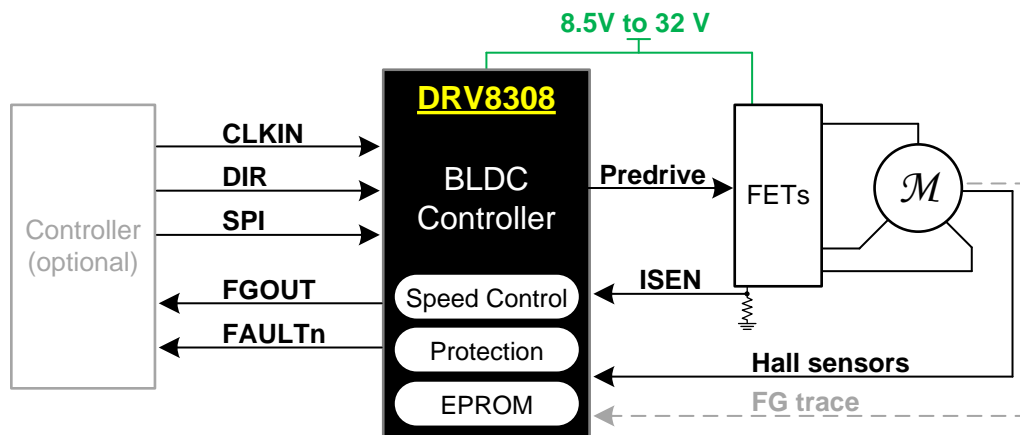 8.5V to 32 V
DRV8308
BLDC
Controller
Controller
(optional)
CLKIN
DIR
SPI
FGOUT
FAULTn
Speed Control
Protection
EPROM
Predrive
FETs
M
ISEN
Hall sensors
FG trace